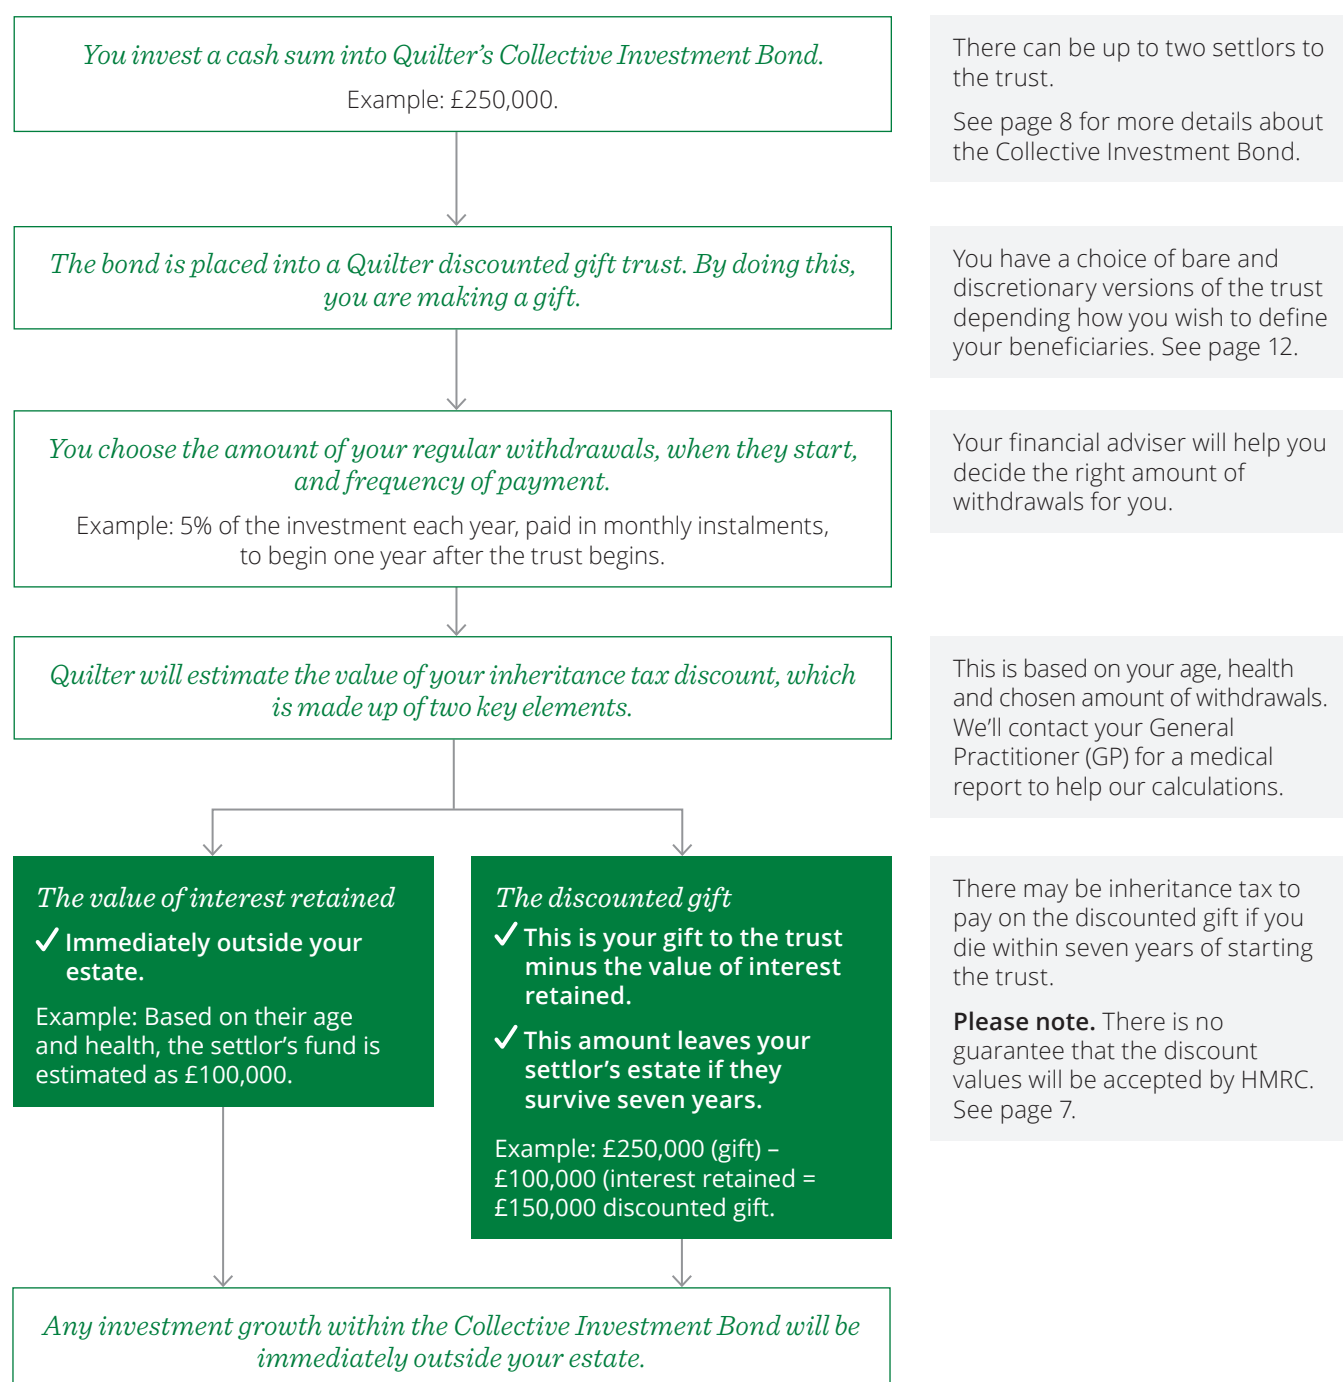 You invest a cash sum into Quilter's Collective Investment Bond.
Example: £250,000.
There can be up to two settlors to
the trust.
See page 8 for more details about
the Collective Investment Bond.
The bond is placed into a Quilter discounted gift trust. By doing this,
you are making a gift.
You have a choice of bare and
discretionary versions of the trust
depending how you wish to define
your beneficiaries. See page 12.
You choose the amount of your regular withdrawals, when they start,
and frequency of payment.
Example: 5% of the investment each year, paid in monthly instalments,
to begin one year after the trust begins.
Your financial adviser will help you
decide the right amount of
withdrawals for you.
Quilter will estimate the value of your inheritance tax discount, which
is made up of two key elements.
This is based on your age, health
and chosen amount of withdrawals.
We'll contact your General
Practitioner (GP) for a medical
report to help our calculations.
The value of interest retained
✓ Immediately outside your
estate.
Example: Based on their age
and health, the settlor's fund is
estimated as £100,000.
The discounted gift
✓ This is your gift to the trust
minus the value of interest
retained.
✓ This amount leaves your
settlor's estate if they
survive seven years.
Example: £250,000 (gift) –
£100,000 (interest retained =
£150,000 discounted gift.
There may be inheritance tax to
pay on the discounted gift if you
die within seven years of starting
the trust.
Please note. There is no
guarantee that the discount
values will be accepted by HMRC.
See page 7.
Any investment growth within the Collective Investment Bond will be
immediately outside your estate.